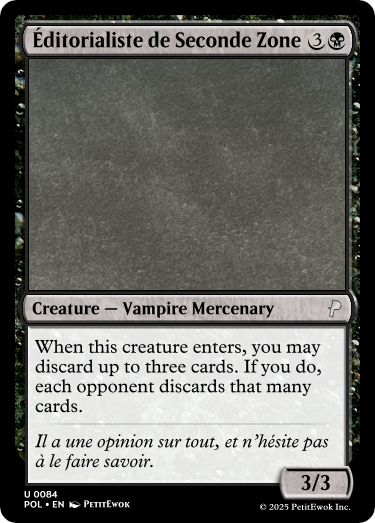 Éditorialiste de Seconde Zone 3
Creature — Vampire Mercenary
When this creature enters, you may
discard up to three cards. If you do,
each opponent discards that many
cards.
Il a une opinion sur tout, et n'hésite pas
à le faire savoir.
3/3
U 0084
POL • EN PetitEwok
© 2025 PetitEwok Inc.